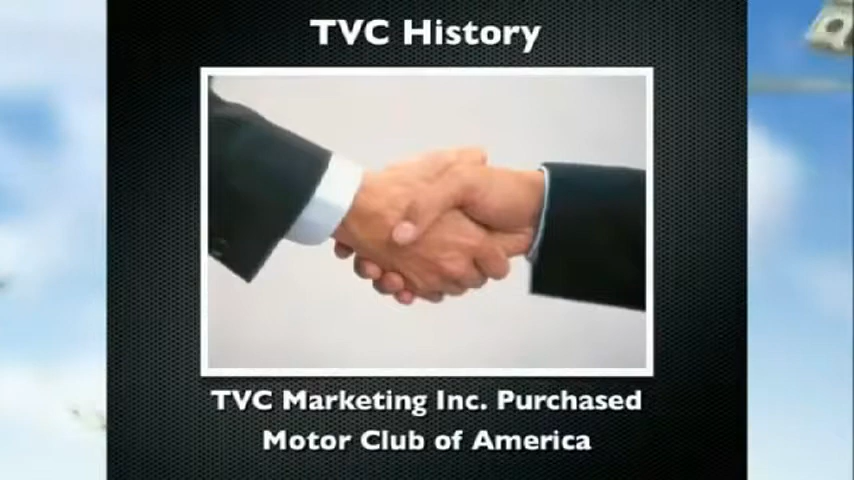 TVC History
TVC Marketing Inc. Purchased
Motor Club of America